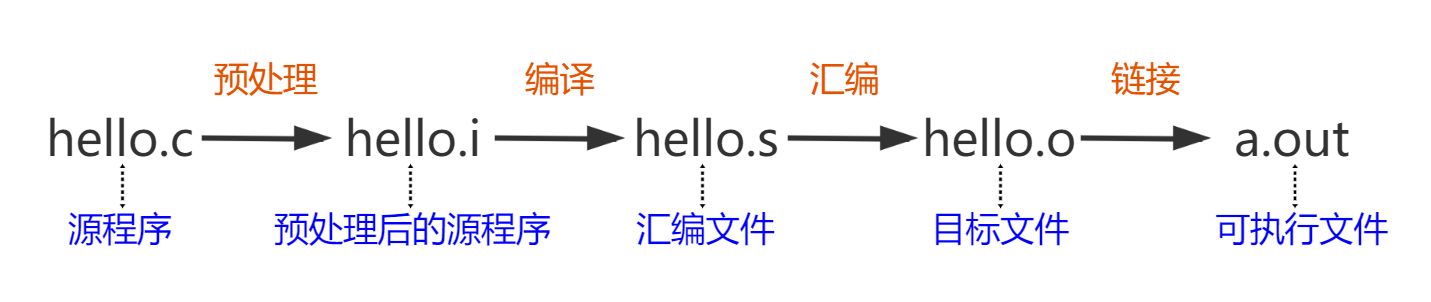 预处理 编译 汇编 链接
hello.c hello.i hello.s hello.o a.out
源程序 预处理后的源程序 汇编文件 目标文件 可执行文件